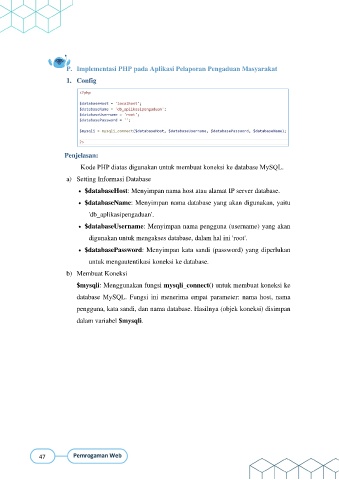 P. Implementasi PHP pada Aplikasi Pelaporan Pengaduan Masyarakat
1. Config
<?php
$databaseHost = 'localhost';
$databaseName = 'db_aplikasipengaduan';
$databaseUsername = 'root';
$databasePassword = '';
$mysqli = mysqli_connect($databaseHost, $databaseUsername, $databasePassword, $databaseName);
?>
Penjelasan:
Kode PHP diatas digunakan untuk membuat koneksi ke database MySQL.
a) Setting Informasi Database
• $databaseHost: Menyimpan nama host atau alamat IP server database.
• $databaseName: Menyimpan nama database yang akan digunakan, yaitu
'db_aplikasipengaduan'.
• $databaseUsername: Menyimpan nama pengguna (username) yang akan
digunakan untuk mengakses database, dalam hal ini 'root'.
• $databasePassword: Menyimpan kata sandi (password) yang diperlukan
untuk mengautentikasi koneksi ke database.
b) Membuat Koneksi
$mysqli: Menggunakan fungsi mysqli_connect() untuk membuat koneksi ke
database MySQL. Fungsi ini menerima empat parameter: nama host, nama
pengguna, kata sandi, dan nama database. Hasilnya (objek koneksi) disimpan
dalam variabel $mysqli.
47 Pemrogaman Web